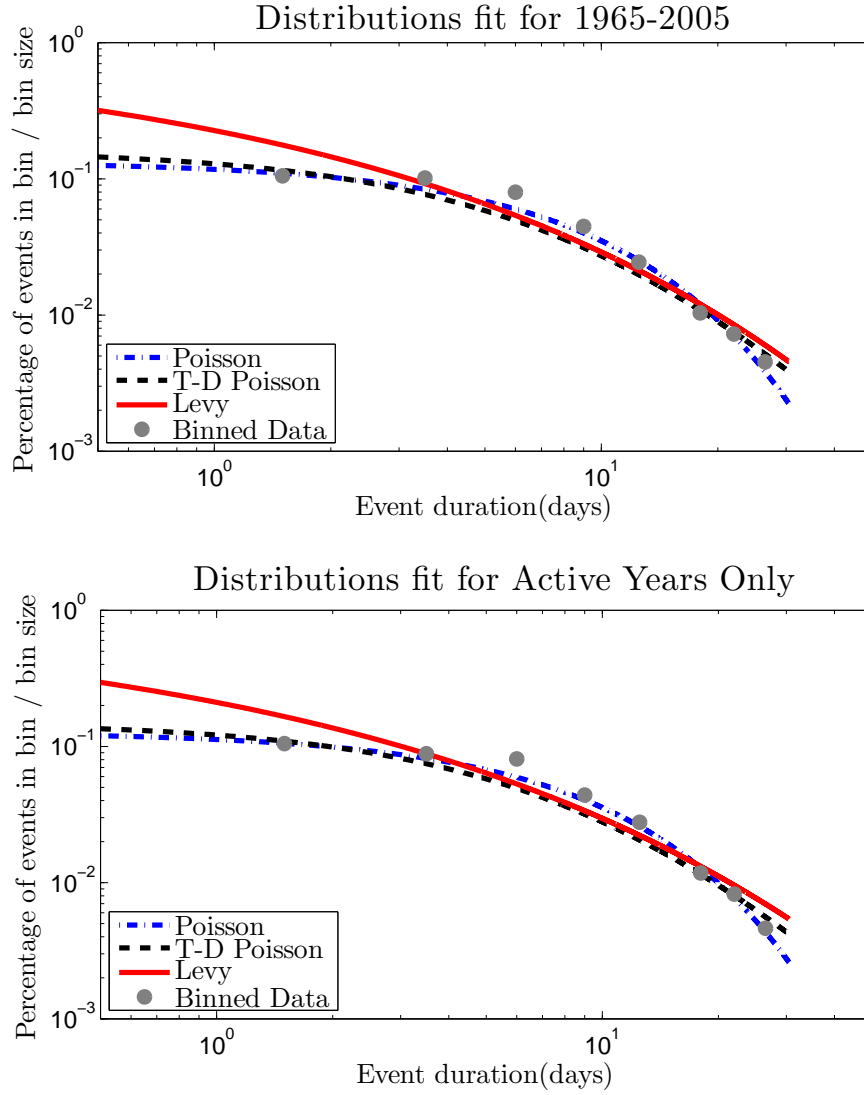 Distributions fit for 1965-2005
Percentage of events in bin / bin size
10^0
10^-1
10^-2
10^-3
Poisson
T-D Poisson
Levy
Binned Data
10^0
10^1
Event duration(days)
Distributions fit for Active Years Only
Percentage of events in bin / bin size
10^0
10^-1
10^-2
10^-3
Poisson
T-D Poisson
Levy
Binned Data
10^0
10^1
Event duration(days)